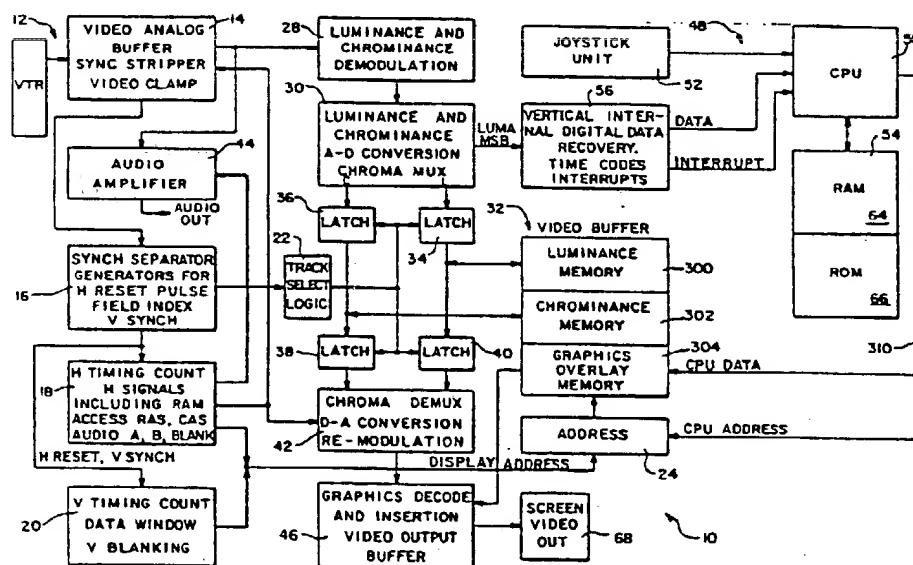 12
VTR
14
VIDEO ANALOG
BUFFER
SYNC STRIPPER
VIDEO CLAMP
28
LUMINANCE AND
CHROMINANCE
DEMODULATION
JOYSTICK
UNIT
52
48
CPU
30
LUMINANCE AND
CHROMINANCE
A-D CONVERSION
CHROMA MUX
LUMA
MSB
56
VERTICAL INTER-
NAL DIGITAL DATA
RECOVERY.
TIME CODES
INTERRUPTS
DATA
INTERRUPT
54
RAM
64
ROM
66
44
AUDIO
AMPLIFIER
AUDIO OUT
36
LATCH
LATCH
34
32
VIDEO BUFFER
LUMINANCE
MEMORY
300
CHROMINANCE
MEMORY
302
GRAPHICS
OVERLAY
MEMORY
304
310
CPU DATA
16
SYNCH SEPARATOR
GENERATORS FOR
H RESET PULSE
FIELD INDEX
V SYNCH
22
TRACK
SELECT
LOGIC
38
LATCH
LATCH
40
18
H TIMING COUNT
H SIGNALS
INCLUDING RAM
ACCESS RAS, CAS
AUDIO A, B, BLANK
42
CHROMA DEMUX
D-A CONVERSION
RE-MODULATION
ADDRESS
24
CPU ADDRESS
H RESET, V SYNCH
DISPLAY ADDRESS
20
V TIMING COUNT
DATA WINDOW
V BLANKING
46
GRAPHICS DECODE
AND INSERTION
VIDEO OUTPUT
BUFFER
SCREEN
VIDEO
OUT
68
10